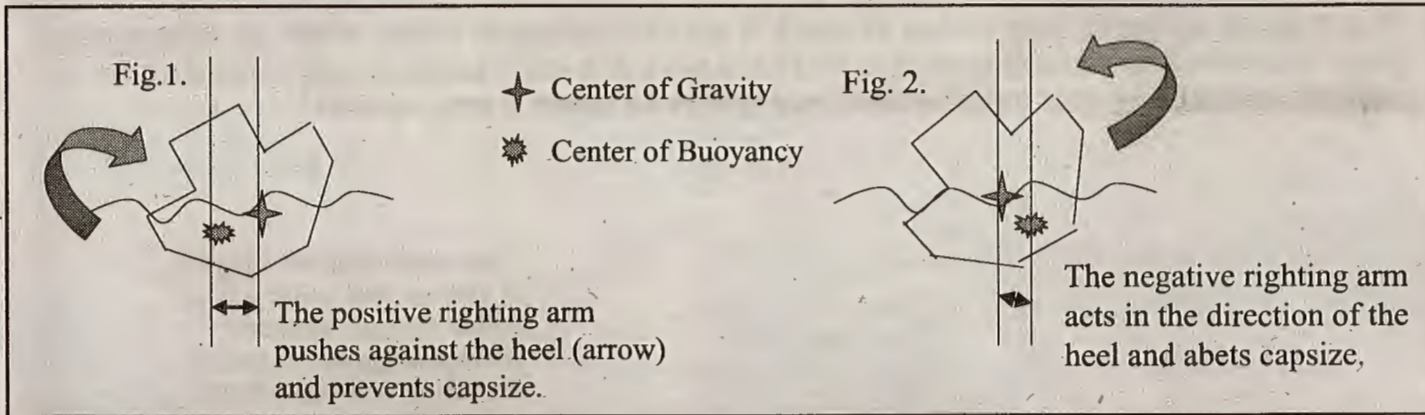 Fig.1.
Center of Gravity
Center of Buoyancy
Fig. 2.
The positive righting arm
pushes against the heel (arrow)
and prevents capsize.
The negative righting arm
acts in the direction of the
heel and abets capsize,